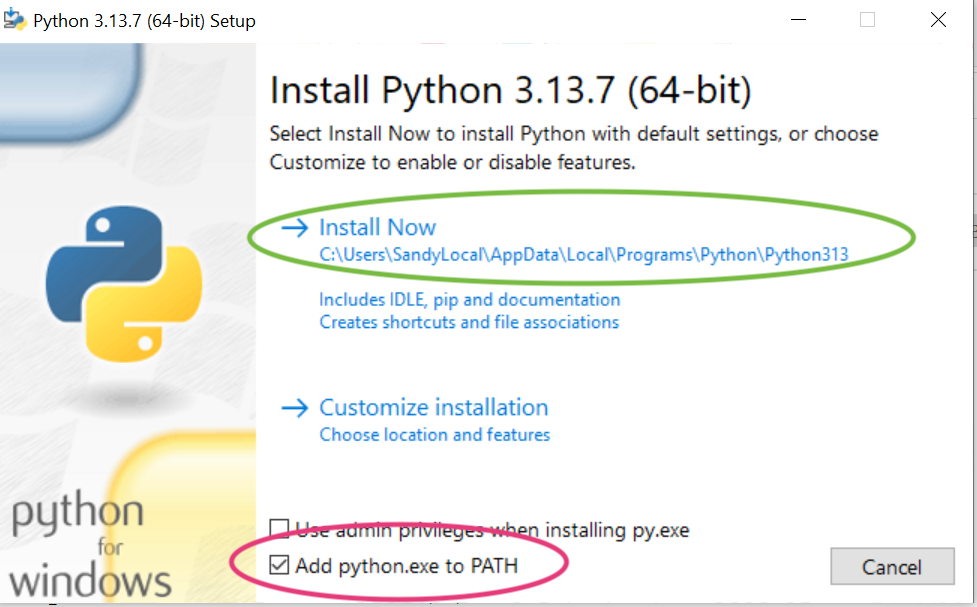 Python 3.13.7 (64-bit) Setup
Install Python 3.13.7 (64-bit)
Select Install Now to install Python with default settings, or choose
Customize to enable or disable features.
Install Now
C:\Users\SandyLocal\AppData\Local\Programs\Python\Python313
Includes IDLE, pip and documentation
Creates shortcuts and file associations
Customize installation
Choose location and features
Use admin privileges when installing py.exe
Add python.exe to PATH
Cancel
python
for
windows